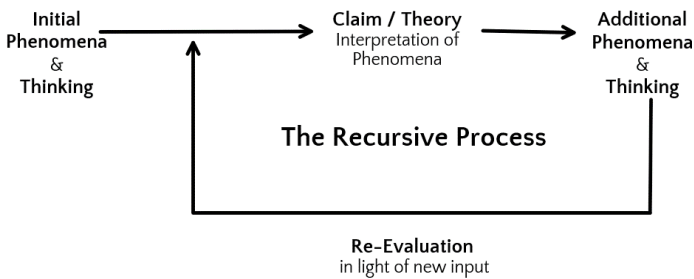 Initial
Phenomena
&
Thinking
Claim / Theory
Interpretation of
Phenomena
Additional
Phenomena
&
Thinking
The Recursive Process
Re-Evaluation
in light of new input